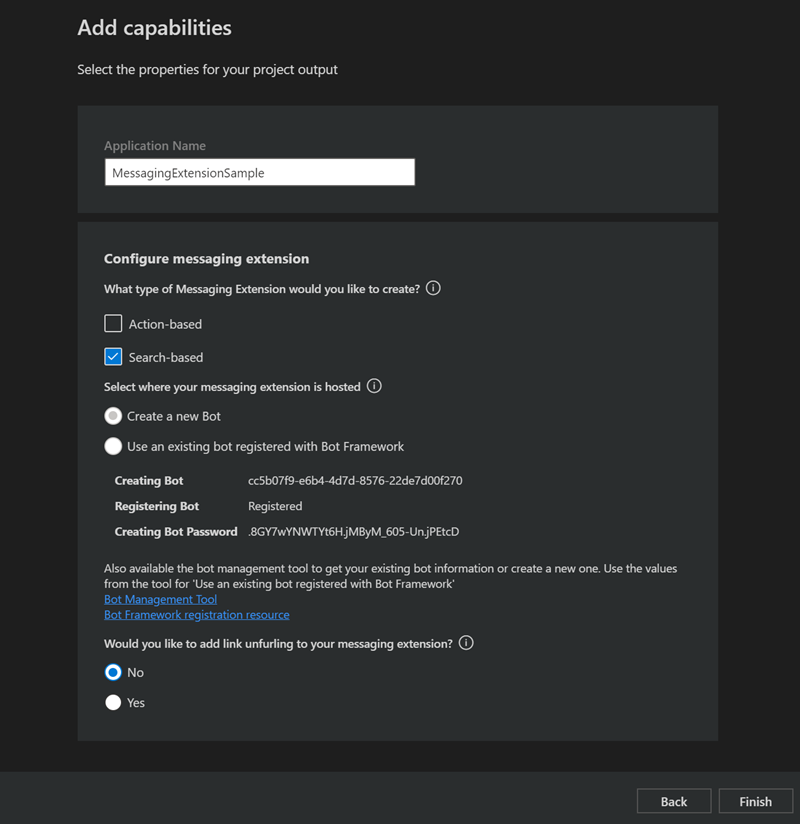 Add capabilities
Select the properties for your project output
Application Name
MessagingExtensionSample
Configure messaging extension
What type of Messaging Extension would you like to create?
Action-based
Search-based
Select where your messaging extension is hosted
Create a new Bot
Use an existing bot registered with Bot Framework
Creating Bot cc5b07f9-e6b4-4d7d-8576-22de7d00f270
Registering Bot Registered
Creating Bot Password .8GY7wYNWTYt6H.jMByM_605-Un.jPEtcD
Also available the bot management tool to get your existing bot information or create a new one. Use the values
from the tool for 'Use an existing bot registered with Bot Framework'
Bot Management Tool
Bot Framework registration resource
Would you like to add link unfurling to your messaging extension?
No
Yes
Back Finish